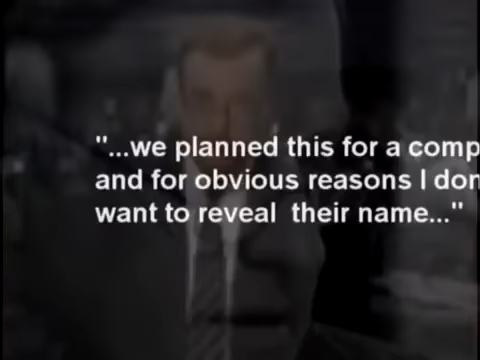 "...we planned this for a comp
and for obvious reasons I don
want to reveal their name..."